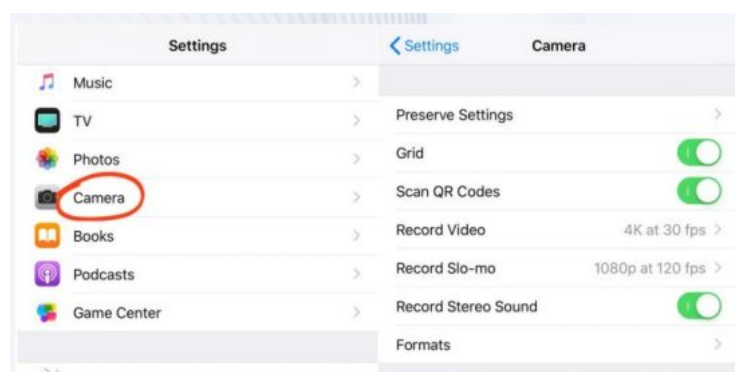 Settings
Music
TV
Photos
Camera
Books
Podcasts
Game Center
Settings Camera
Preserve Settings
Grid
Scan QR Codes
Record Video 4K at 30 fps
Record Slo-mo 1080p at 120 fps
Record Stereo Sound
Formats